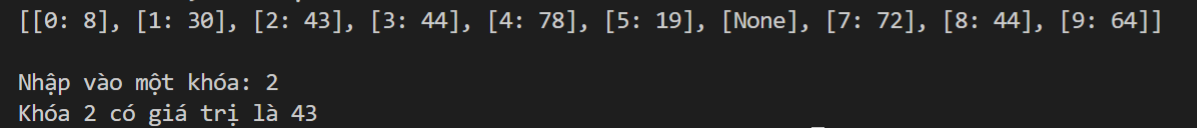 [[0: 8], [1: 30], [2: 43], [3: 44], [4: 78], [5: 19], [None], [7: 72], [8: 44], [9: 64]]
Nhập vào một khóa: 2
Khóa 2 có giá trị là 43